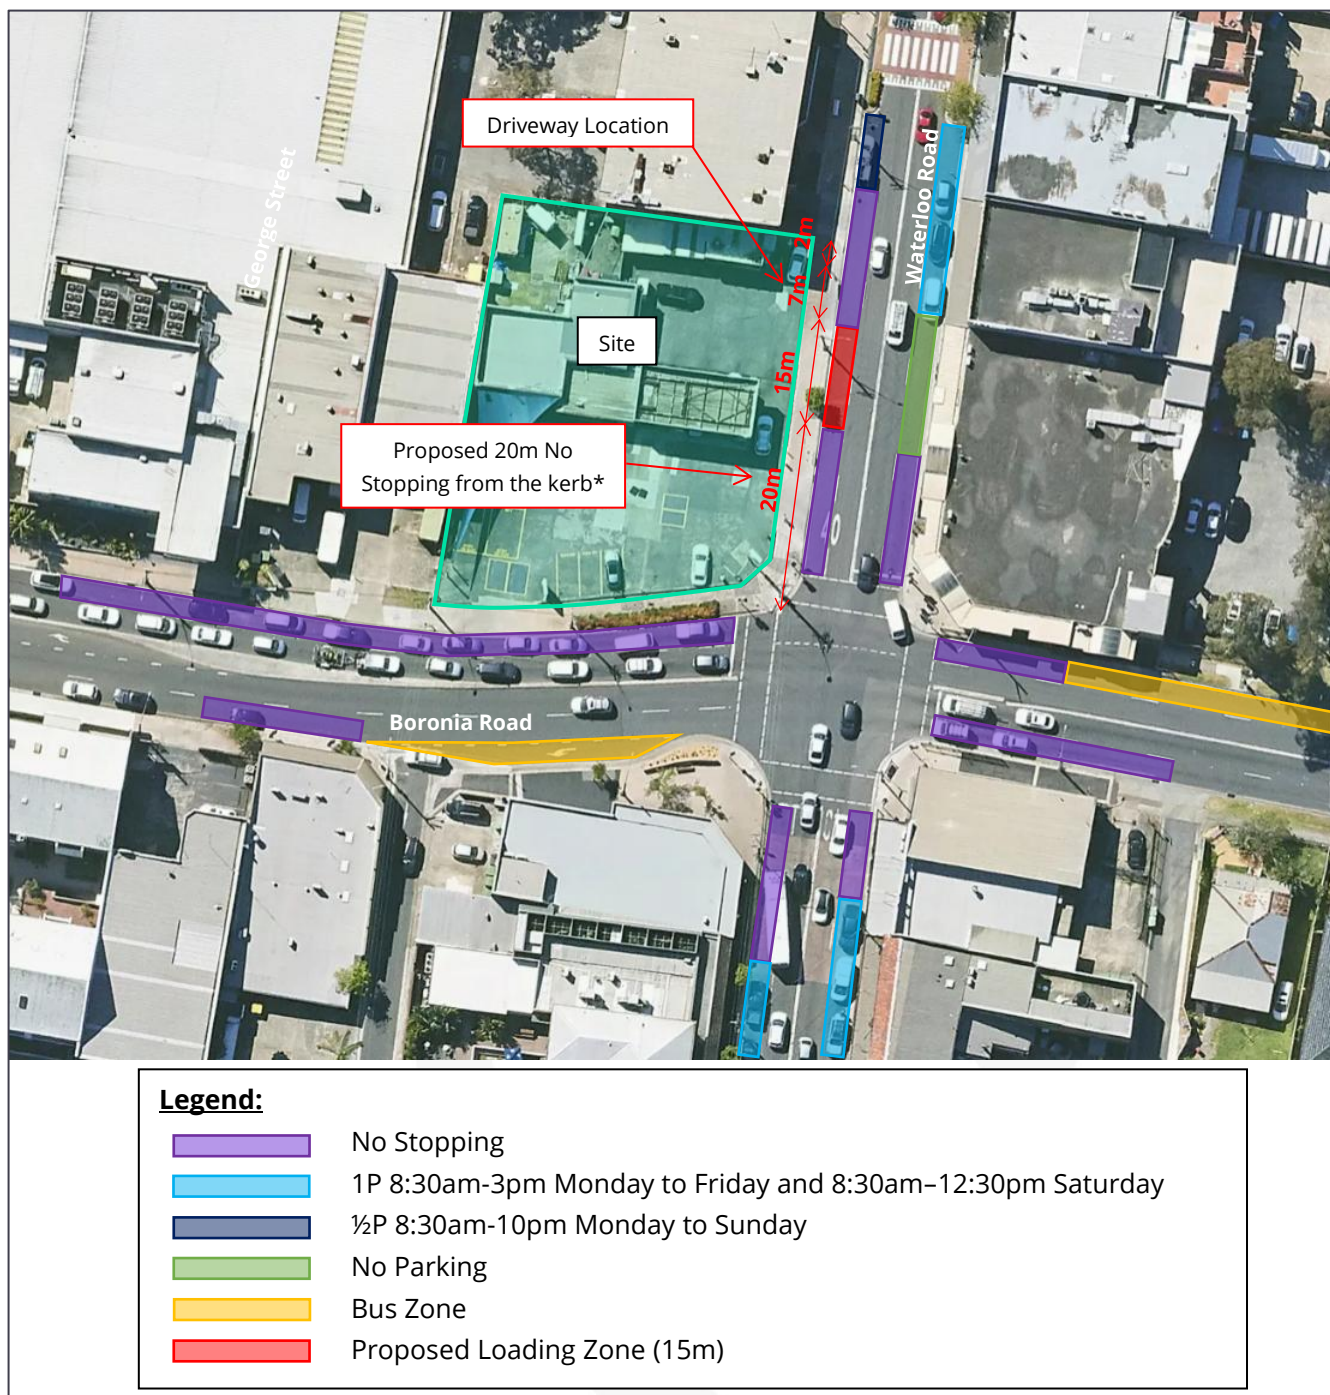 Driveway Location
George Street
Waterloo Road
2m
7m
Site
15m
Proposed 20m No
Stopping from the kerb*
20m
Boronia Road
Legend:
No Stopping
1P 8:30am-3pm Monday to Friday and 8:30am–12:30pm Saturday
½P 8:30am-10pm Monday to Sunday
No Parking
Bus Zone
Proposed Loading Zone (15m)